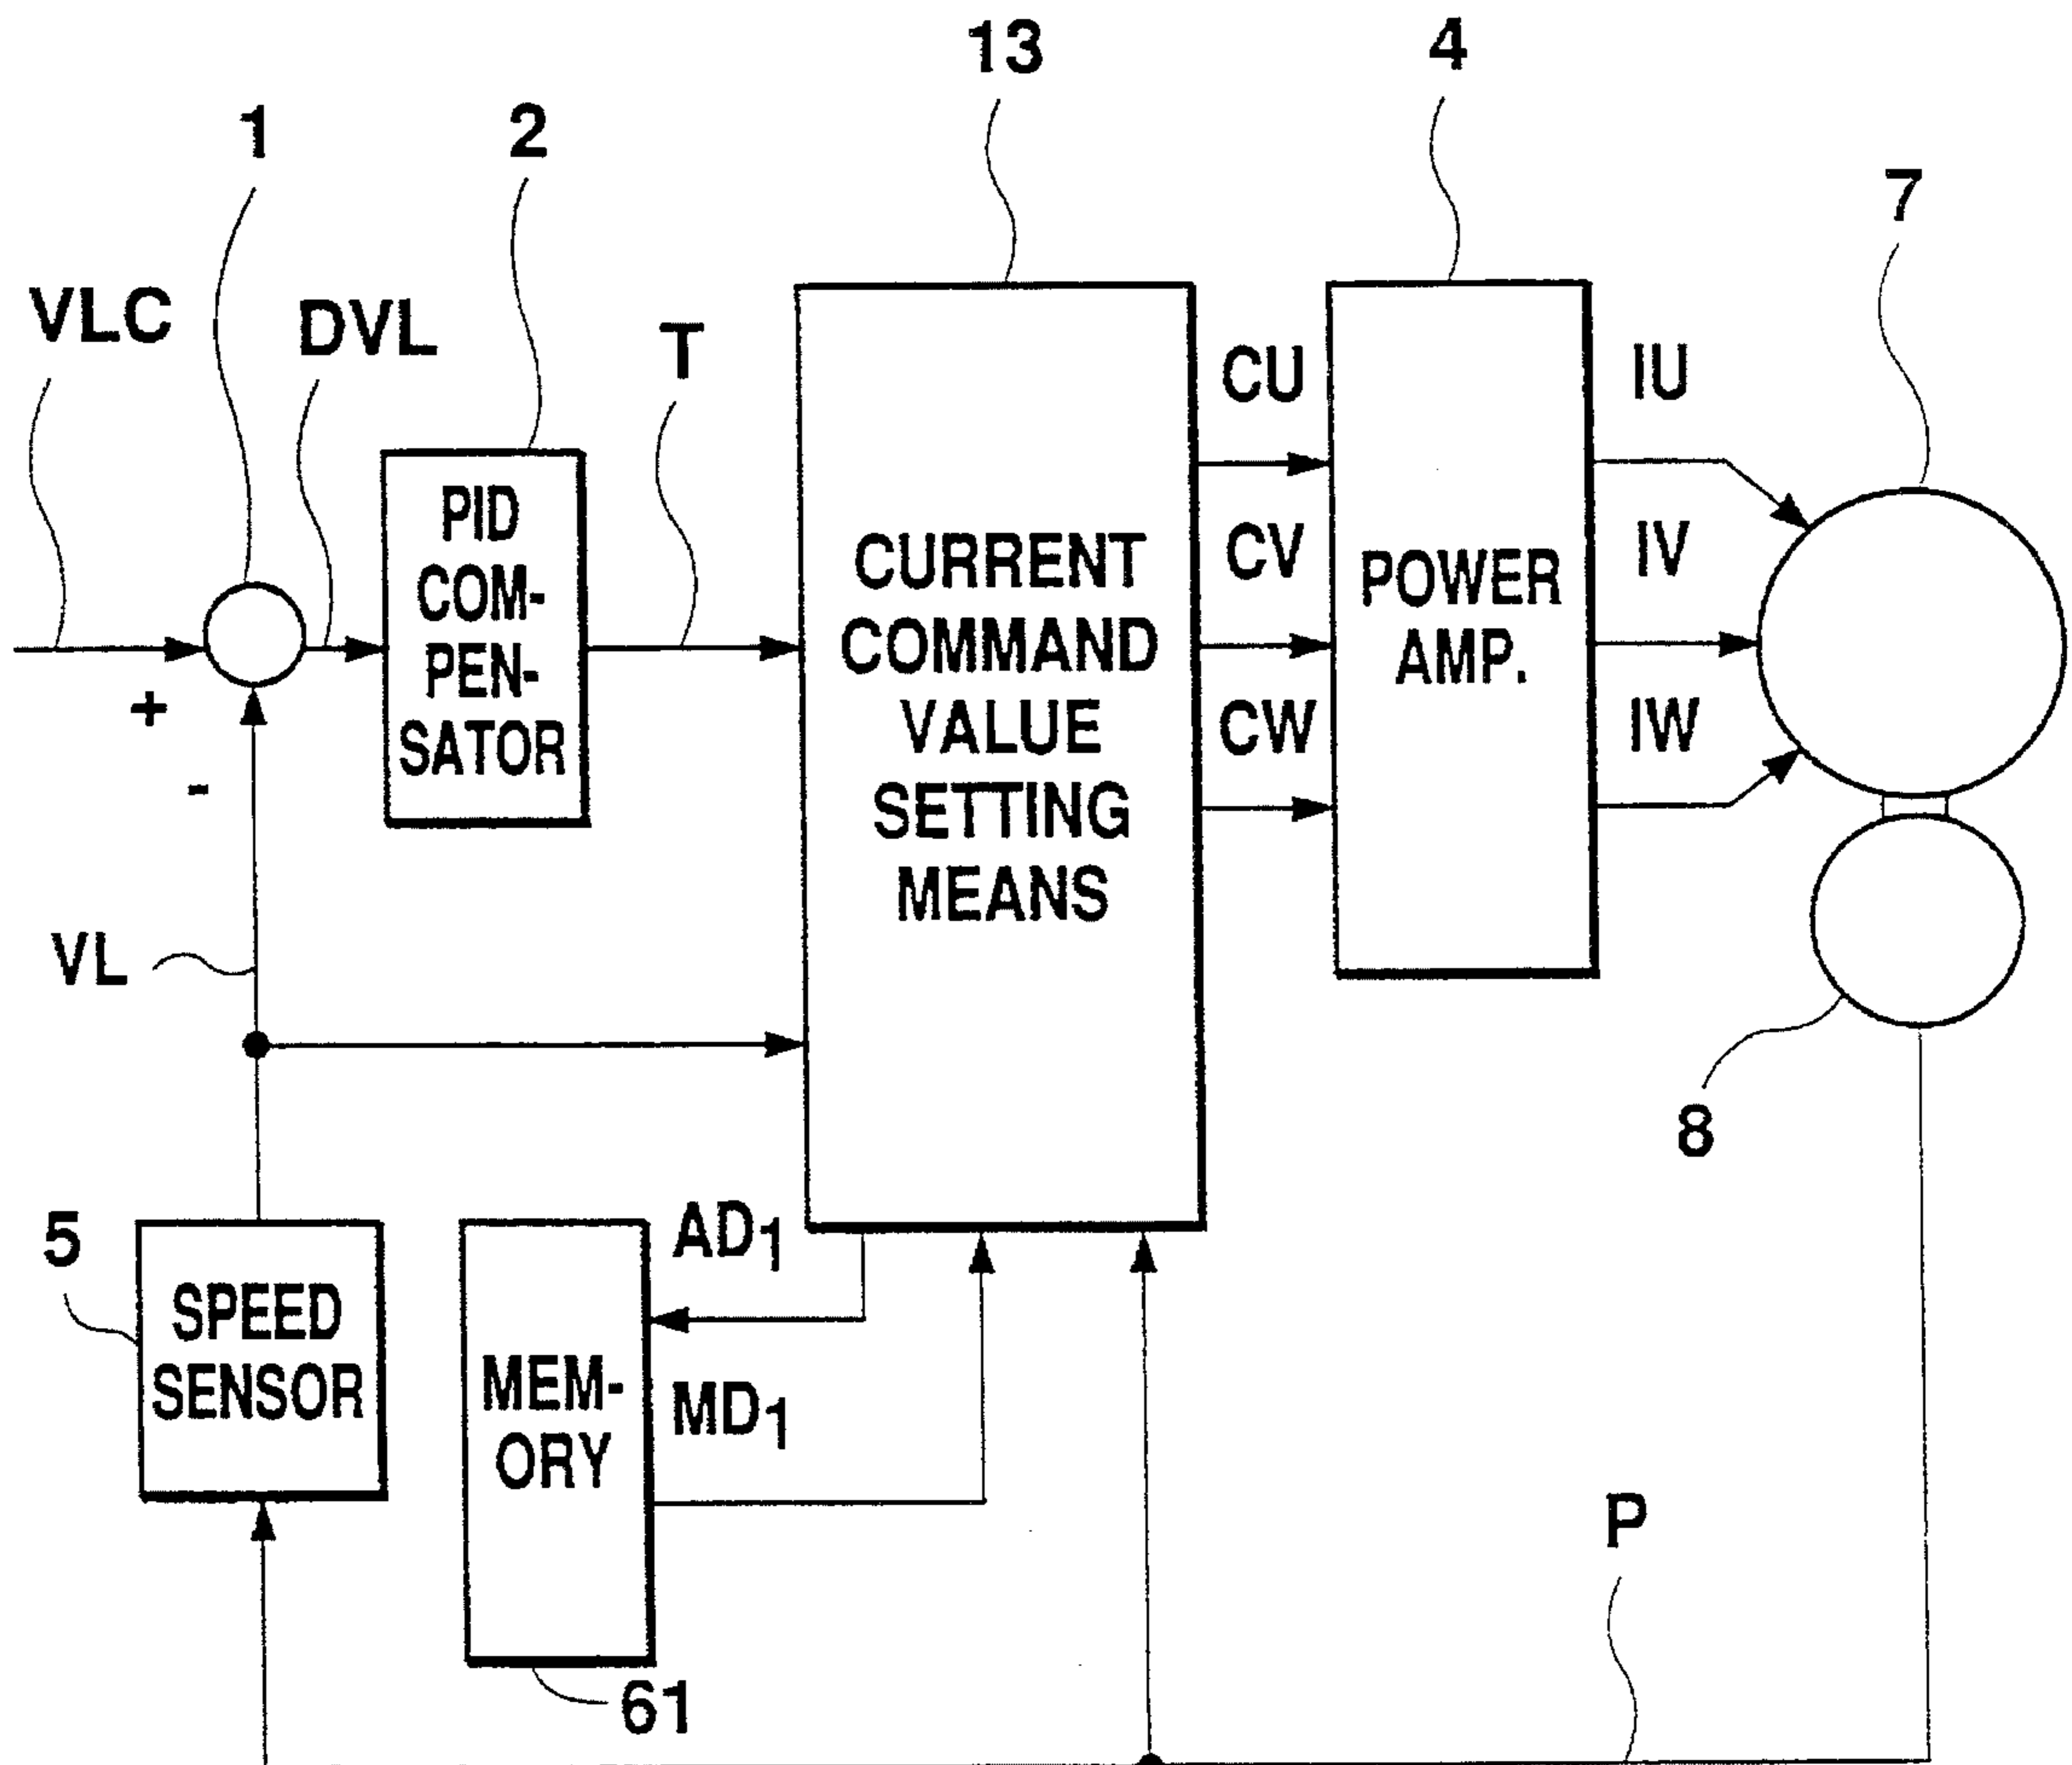 13
4
1
2
7
VLC
DVL
T
CU
IU
PID
COM-
PEN-
SATOR
CURRENT
COMMAND
VALUE
SETTING
MEANS
CV
POWER
AMP.
IV
CW
IW
+
-
VL
8
5
SPEED
SENSOR
AD1
MEM-
ORY
MD1
P
61